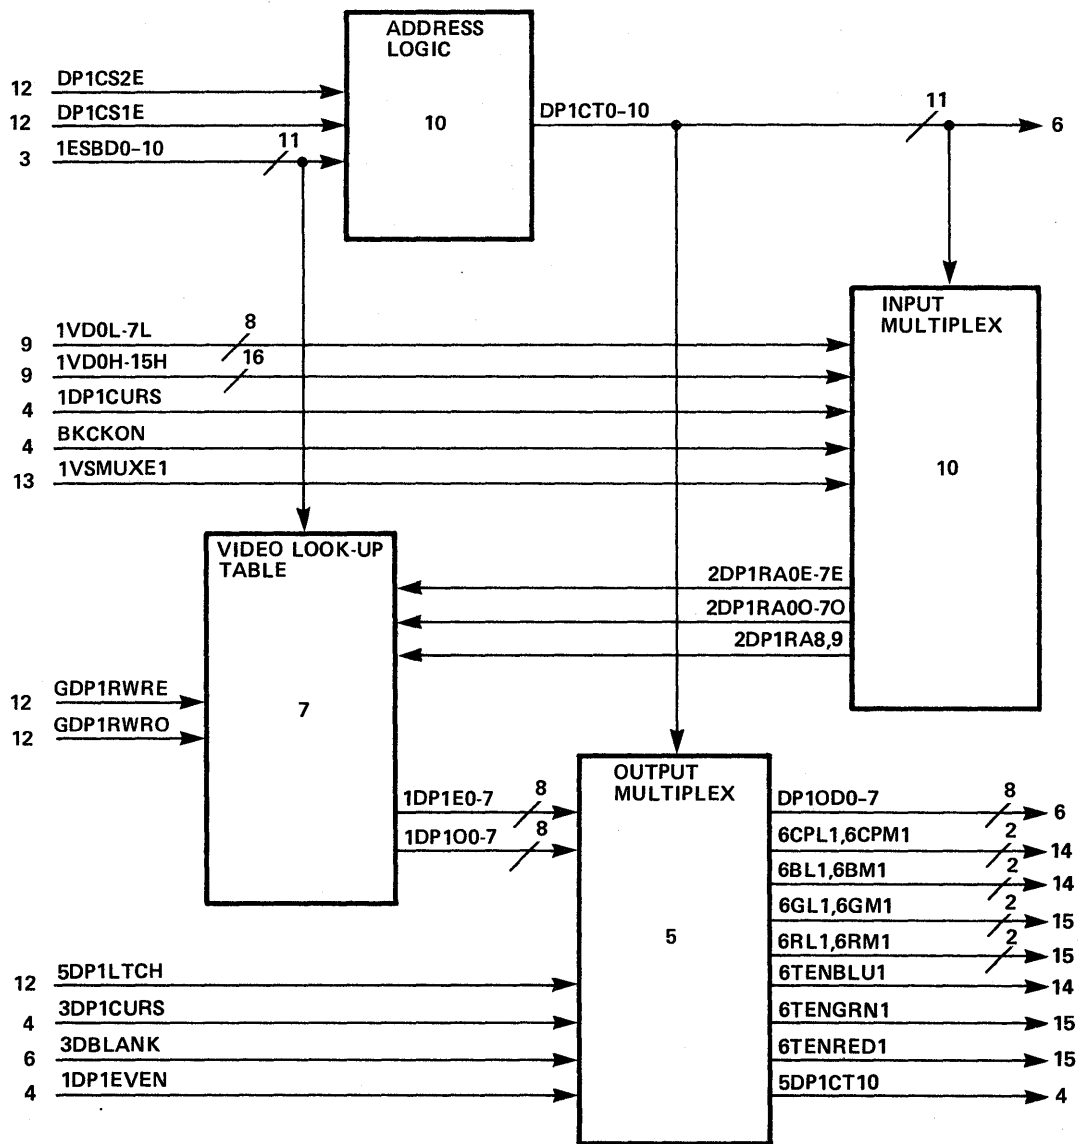 ADDRESS
LOGIC
10
12 DP1CS2E
12 DP1CS1E
3 1ESBD0-10 11
DP1CT0-10 11 6
INPUT
MULTIPLEX
10
9 1VD0L-7L 8
9 1VD0H-15H 16
4 1DP1CURS
4 BKCKON
13 1VSMUXE1
VIDEO LOOK-UP
TABLE
7
2DP1RA0E-7E
2DP1RA0O-7O
2DP1RA8,9
12 GDP1RWRE
12 GDP1RWRO
OUTPUT
MULTIPLEX
5
1DP1E0-7 8
1DP1O0-7 8
12 5DP1LTCH
4 3DP1CURS
6 3DBLANK
4 1DP1EVEN
DP1OD0-7 8 6
6CPL1,6CPM1 2 14
6BL1,6BM1 2 14
6GL1,6GM1 2 15
6RL1,6RM1 2 15
6TENBLU1 14
6TENGRN1 15
6TENRED1 15
5DP1CT10 4